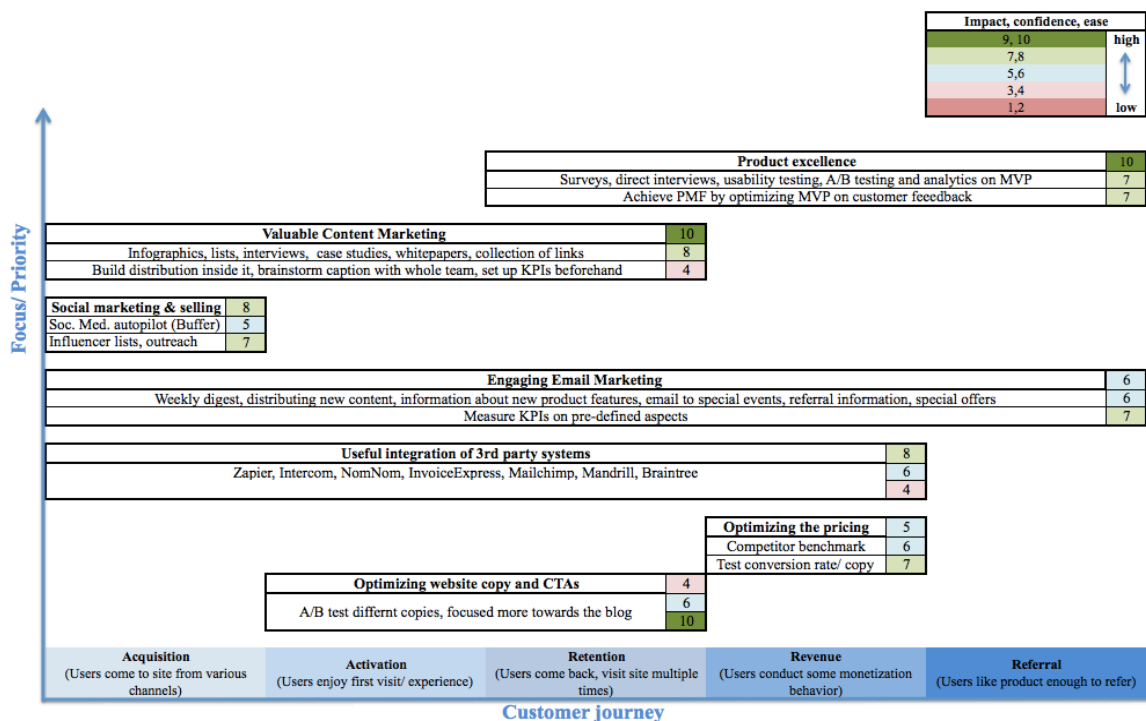 Impact, confidence, ease
9, 10 high
7,8
5,6
3,4
1,2 low
Focus/ Priority
Product excellence 10
Surveys, direct interviews, usability testing, A/B testing and analytics on MVP 7
Achieve PMF by optimizing MVP on customer feeedback 7
Valuable Content Marketing 10
Infographics, lists, interviews, case studies, whitepapers, collection of links 8
Build distribution inside it, brainstorm caption with whole team, set up KPIs beforehand 4
Social marketing & selling 8
Soc. Med. autopilot (Buffer) 5
Influencer lists, outreach 7
Engaging Email Marketing 6
Weekly digest, distributing new content, information about new product features, email to special events, referral information, special offers 6
Measure KPIs on pre-defined aspects 7
Useful integration of 3rd party systems 8
Zapier, Intercom, NomNom, InvoiceExpress, Mailchimp, Mandrill, Braintree 6
4
Optimizing the pricing 5
Competitor benchmark 6
Test conversion rate/ copy 7
Optimizing website copy and CTAs 4
A/B test differnt copies, focused more towards the blog 6
10
Acquisition
(Users come to site from various
channels)
Activation
(Users enjoy first visit/ experience)
Retention
(Users come back, visit site multiple
times)
Revenue
(Users conduct some monetization
behavior)
Referral
(Users like product enough to refer)
Customer journey